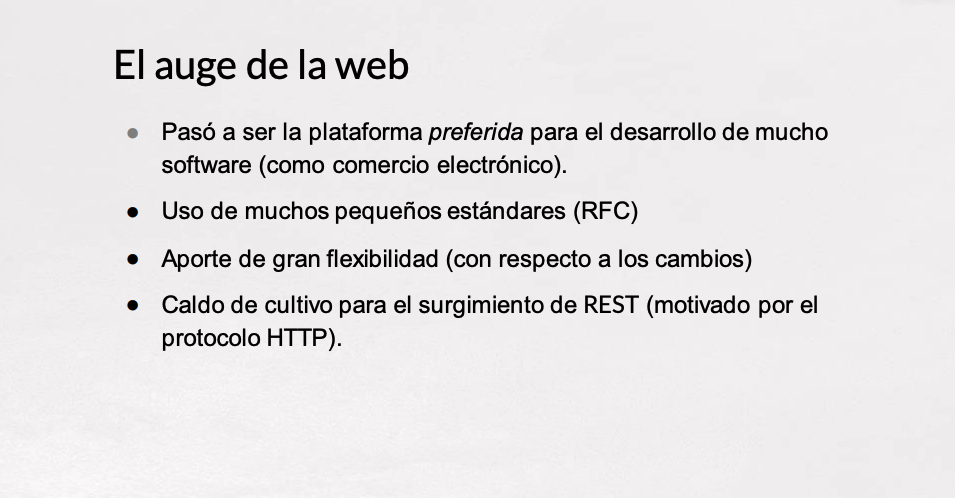 El auge de la web
● Pasó a ser la plataforma preferida para el desarrollo de mucho
software (como comercio electrónico).
● Uso de muchos pequeños estándares (RFC)
● Aporte de gran flexibilidad (con respecto a los cambios)
● Caldo de cultivo para el surgimiento de REST (motivado por el
protocolo HTTP).